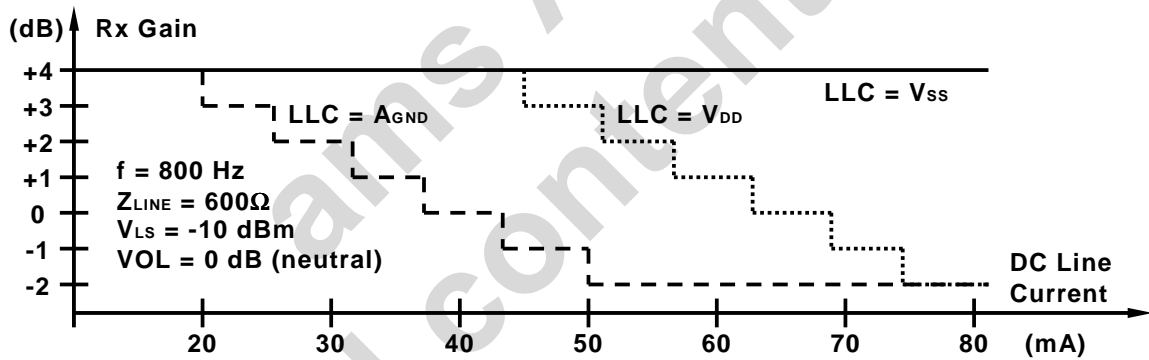 (dB) Rx Gain
+4
+3
+2
+1
0
-1
-2
LLC = VSS
LLC = AGND
LLC = VDD
f = 800 Hz
ZLINE = 600Ω
VLS = -10 dBm
VOL = 0 dB (neutral)
DC Line
Current
20 30 40 50 60 70 80 (mA)
ams A
content